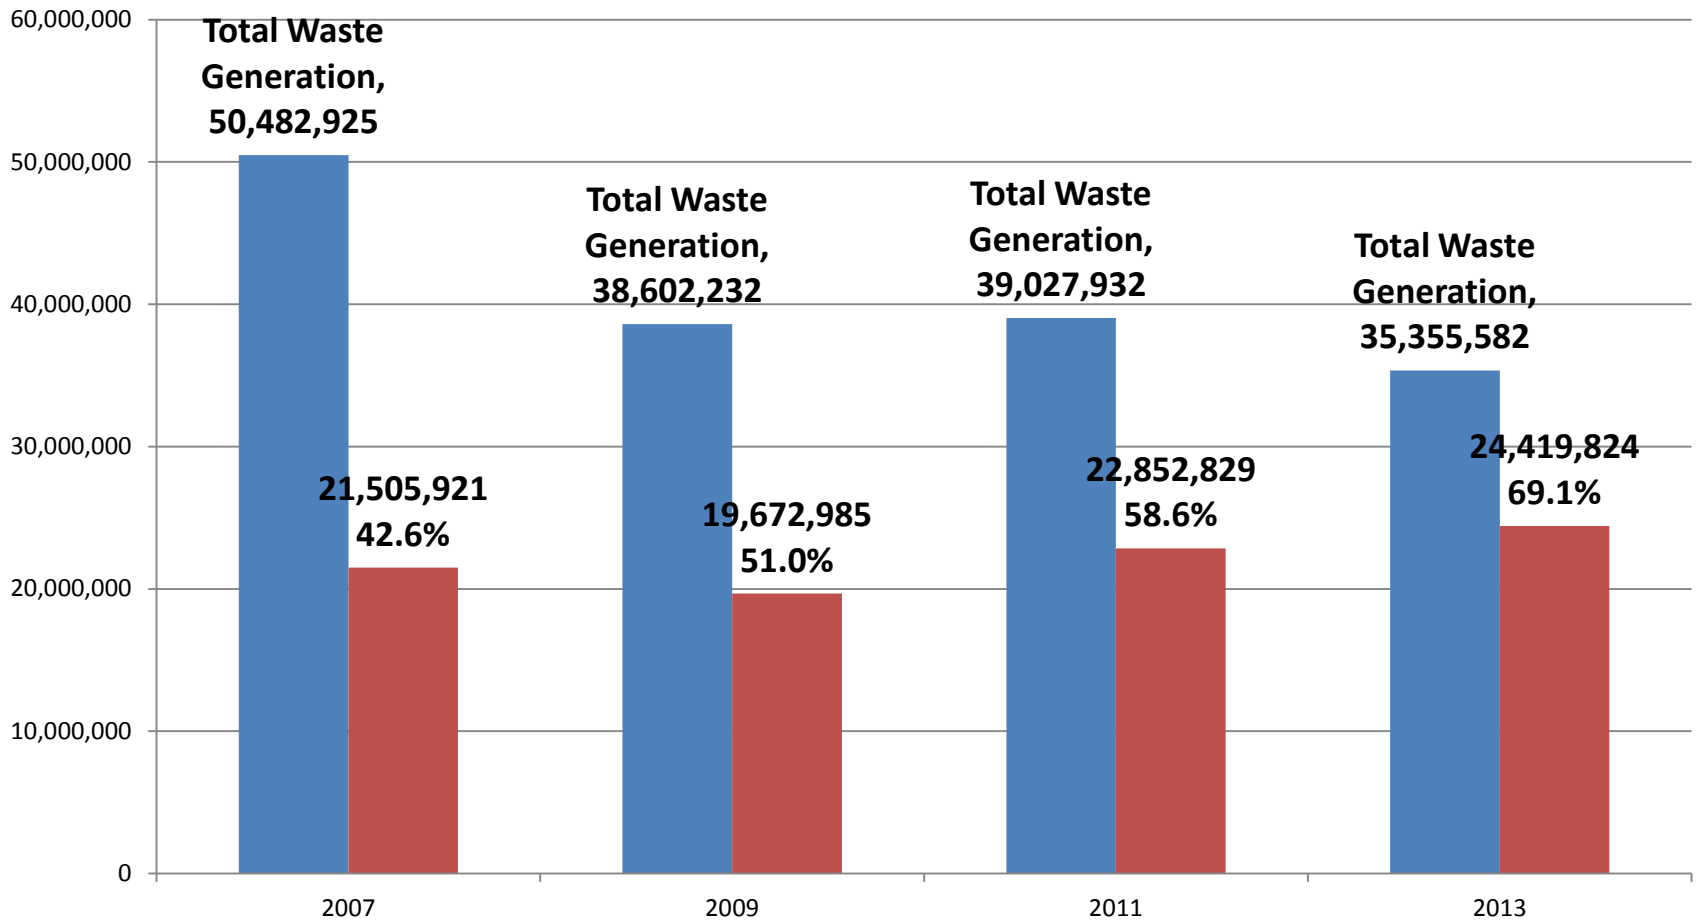 60,000,000
50,000,000
40,000,000
30,000,000
20,000,000
10,000,000
0
Total Waste
Generation,
50,482,925
21,505,921
42.6%
Total Waste
Generation,
38,602,232
19,672,985
51.0%
Total Waste
Generation,
39,027,932
22,852,829
58.6%
Total Waste
Generation,
35,355,582
24,419,824
69.1%
2007
2009
2011
2013